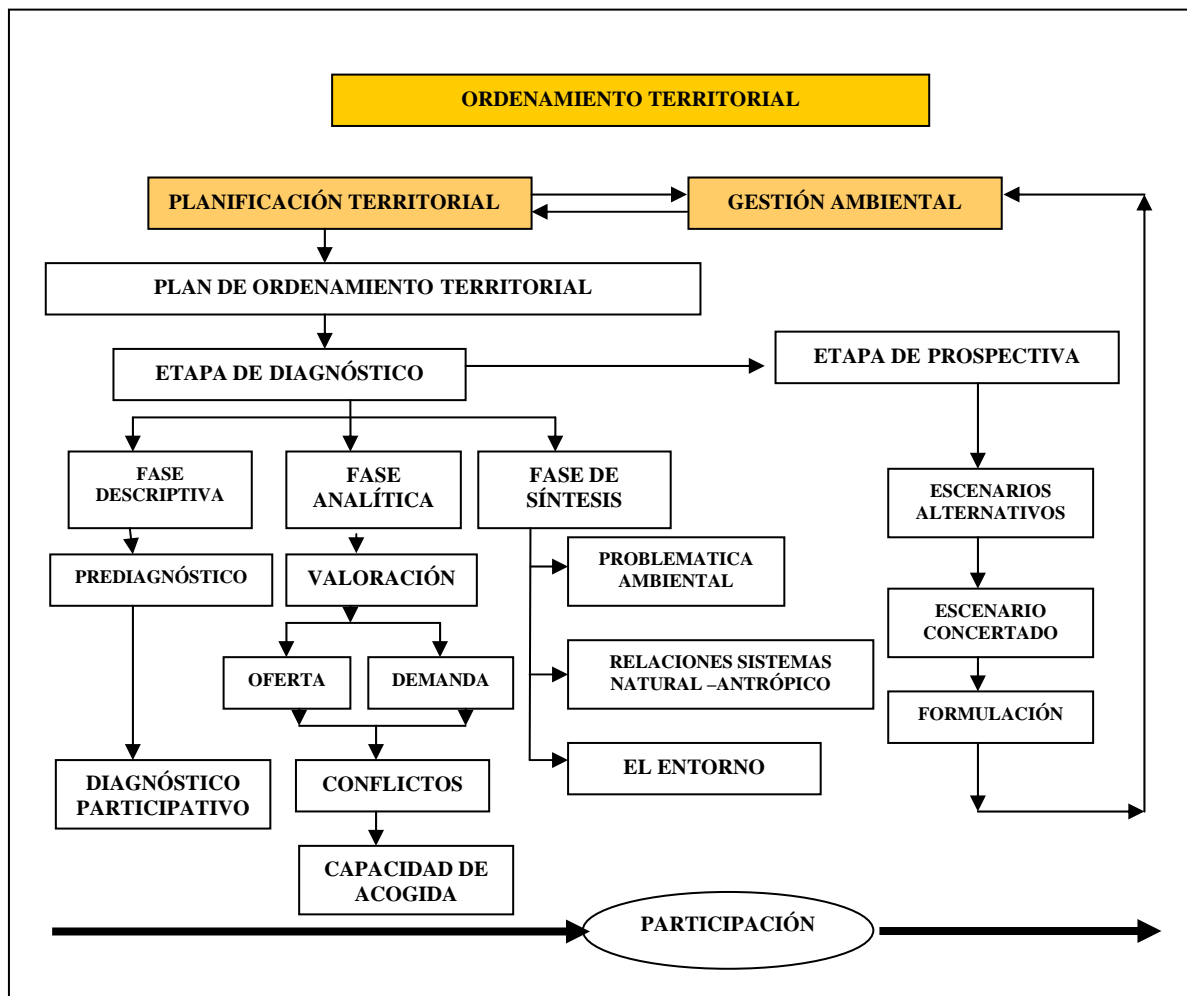 ORDENAMIENTO TERRITORIAL
PLANIFICACIÓN TERRITORIAL
GESTIÓN AMBIENTAL
PLAN DE ORDENAMIENTO TERRITORIAL
ETAPA DE DIAGNÓSTICO
ETAPA DE PROSPECTIVA
FASE
DESCRIPTIVA
FASE
ANALÍTICA
FASE DE
SÍNTESIS
ESCENARIOS
ALTERNATIVOS
PREDIAGNÓSTICO
VALORACIÓN
PROBLEMATICA
AMBIENTAL
ESCENARIO
CONCERTADO
OFERTA
DEMANDA
RELACIONES SISTEMAS
NATURAL –ANTRÓPICO
FORMULACIÓN
DIAGNÓSTICO
PARTICIPATIVO
CONFLICTOS
EL ENTORNO
CAPACIDAD DE
ACOGIDA
PARTICIPACIÓN